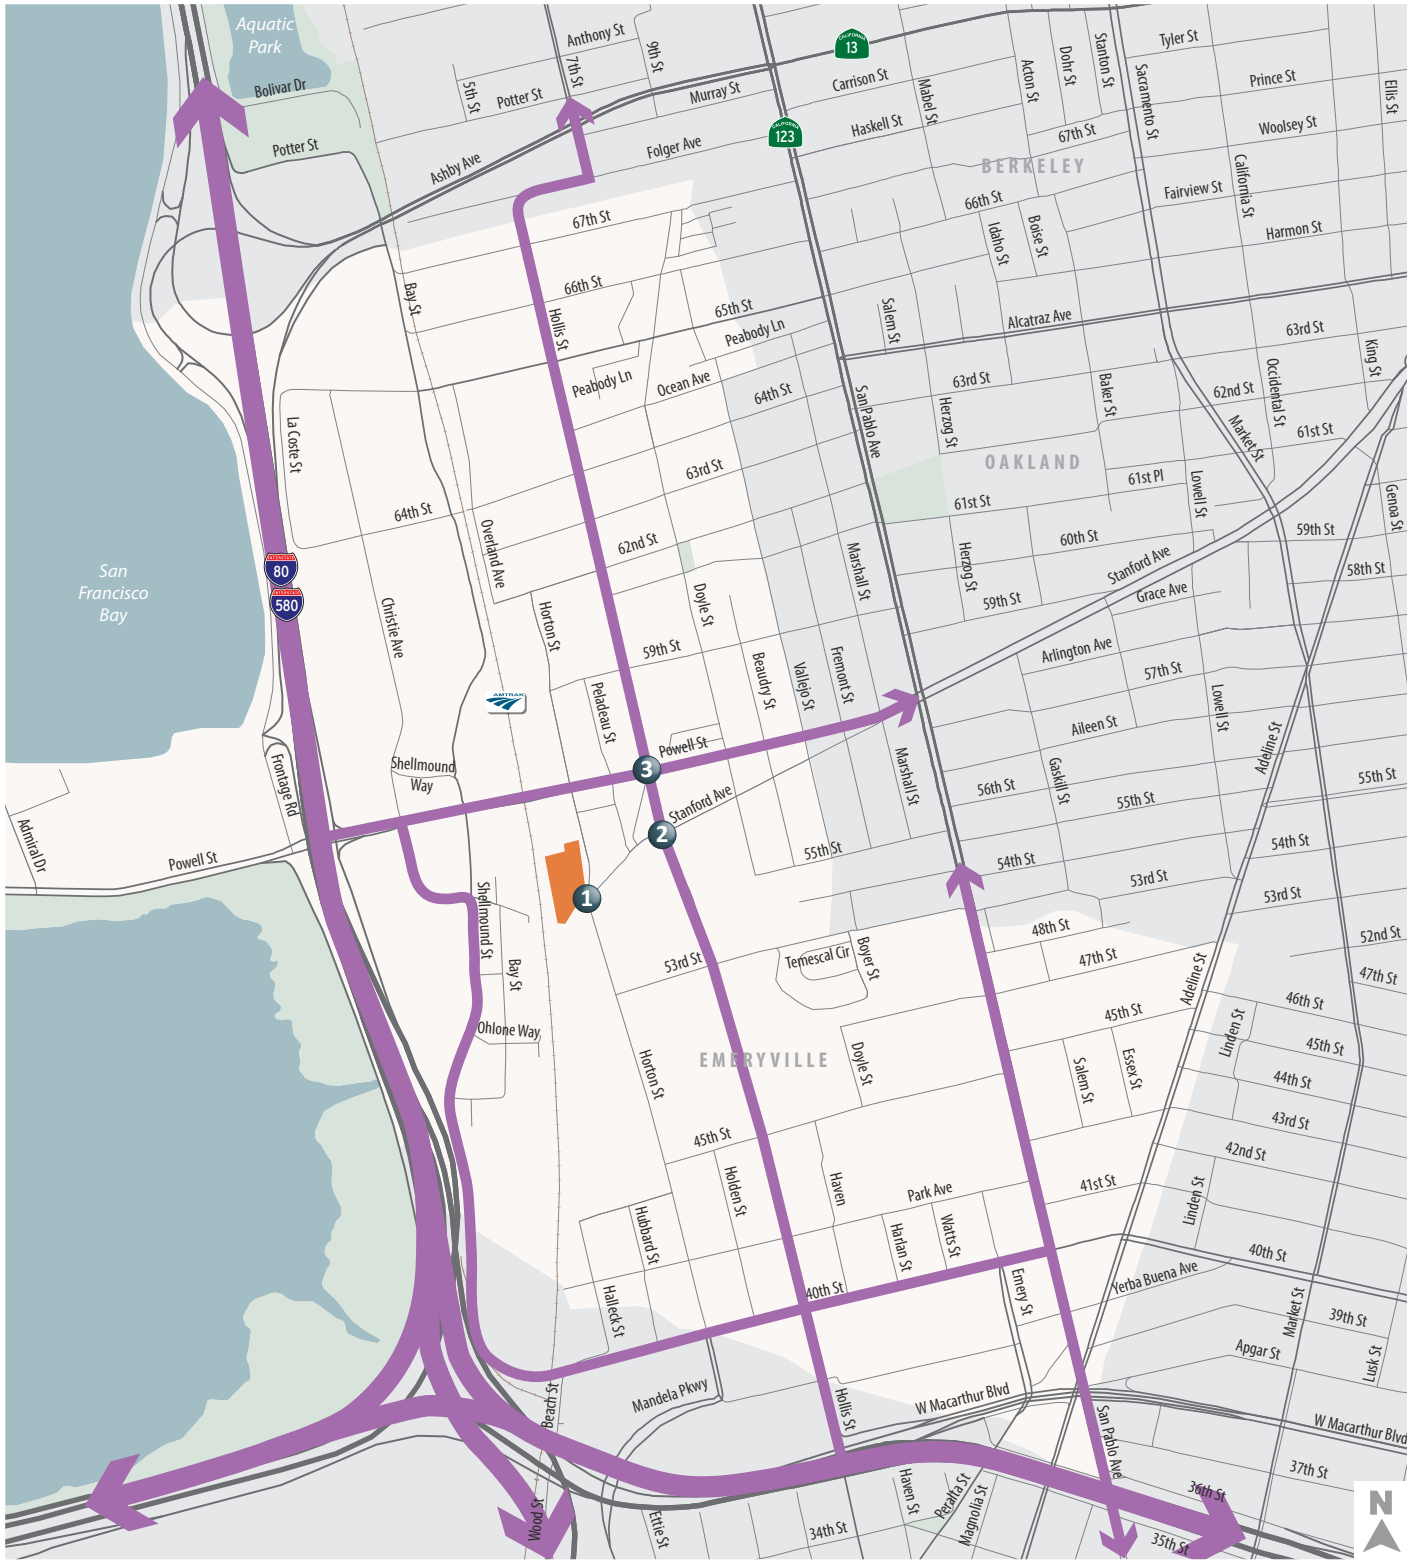 Aquatic
Park
Anthony St
9th St
7th St
5th St
Potter St
Murray St
CALIFORNIA
13
Carrison St
Acton St
Dohr St
Stanton St
Sacramento St
Tyler St
Prince St
Ellis St
Bolivar Dr
Potter St
Ashby Ave
Folger Ave
CALIFORNIA
123
Haskell St
Mabel St
67th St
Woolsey St
BERKELEY
California St
Fairview St
66th St
Idaho St
Boise St
Harmon St
67th St
66th St
Bay St
Hollis St
65th St
Peabody Ln
Salem St
Alcatraz Ave
63rd St
King St
Peabody Ln
Ocean Ave
64th St
San Pablo Ave
63rd St
Herzog St
Baker St
62nd St
Occidental St
Market St
61st St
La Coste St
63rd St
OAKLAND
61st Pl
Lowell St
Genoa St
64th St
Overland Ave
62nd St
61st St
60th St
59th St
Stanford Ave
58th St
INTERSTATE
80
INTERSTATE
580
San
Francisco
Bay
Marshall St
Herzog St
59th St
Grace Ave
Christie Ave
Horton St
Doyle St
59th St
Beaudry St
Vallejo St
Fremont St
Arlington Ave
57th St
Lowell St
AMTRAK
Peladeau St
Aileen St
Adeline St
Powell St
3
Shellmound
Way
Frontage Rd
Marshall St
56th St
Gaskill St
55th St
55th St
Stanford Ave
2
Admiral Dr
Powell St
55th St
54th St
54th St
53rd St
53rd St
1
Shellmound St
Bay St
53rd St
Temescal Cir
Boyer St
48th St
47th St
52nd St
47th St
Adeline St
46th St
Ohlone Way
45th St
Linden St
45th St
EMERYVILLE
Horton St
Doyle St
Salem St
Essex St
44th St
43rd St
45th St
42nd St
Holden St
Haven
Park Ave
41st St
Linden St
Hubbard St
Harlan St
Watts St
40th St
Halleck St
40th St
Emery St
Yerba Buena Ave
Market St
39th St
Apgar St
Lusk St
Beach St
Mandela Pkwy
Hollis St
W Macarthur Blvd
San Pablo Ave
W Macarthur Blvd
37th St
Wood St
Ettie St
Haven St
Peralta St
Magnolia St
36th St
34th St
35th St
N